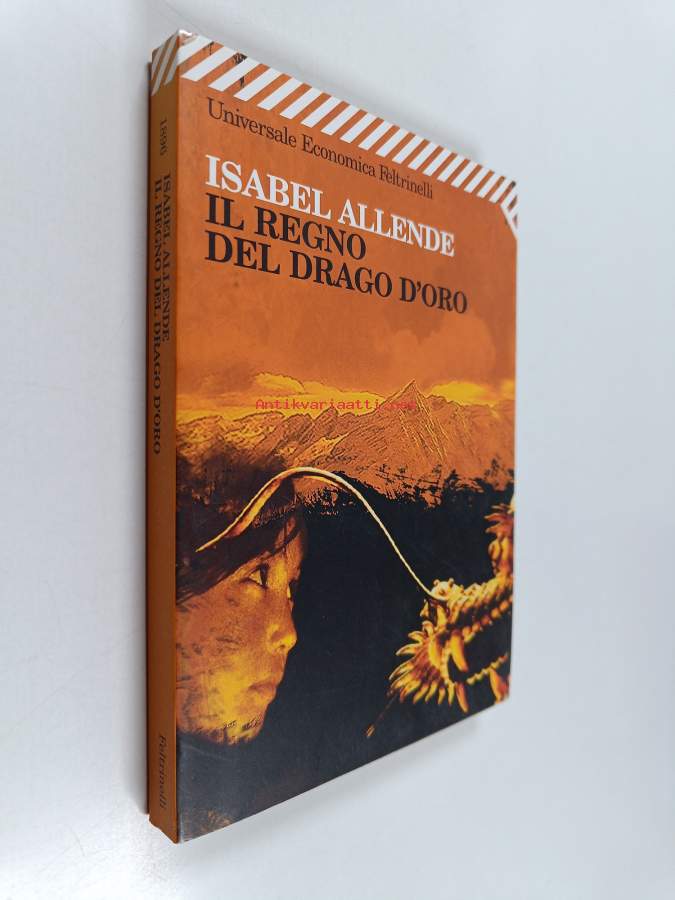 Universale Economica Feltrinelli
ISABEL ALLENDE
IL REGNO
DEL DRAGO D'ORO
Antikvariaatti.net
1896 ISABEL ALLENDE
IL REGNO DEL DRAGO D'ORO
Feltrinelli